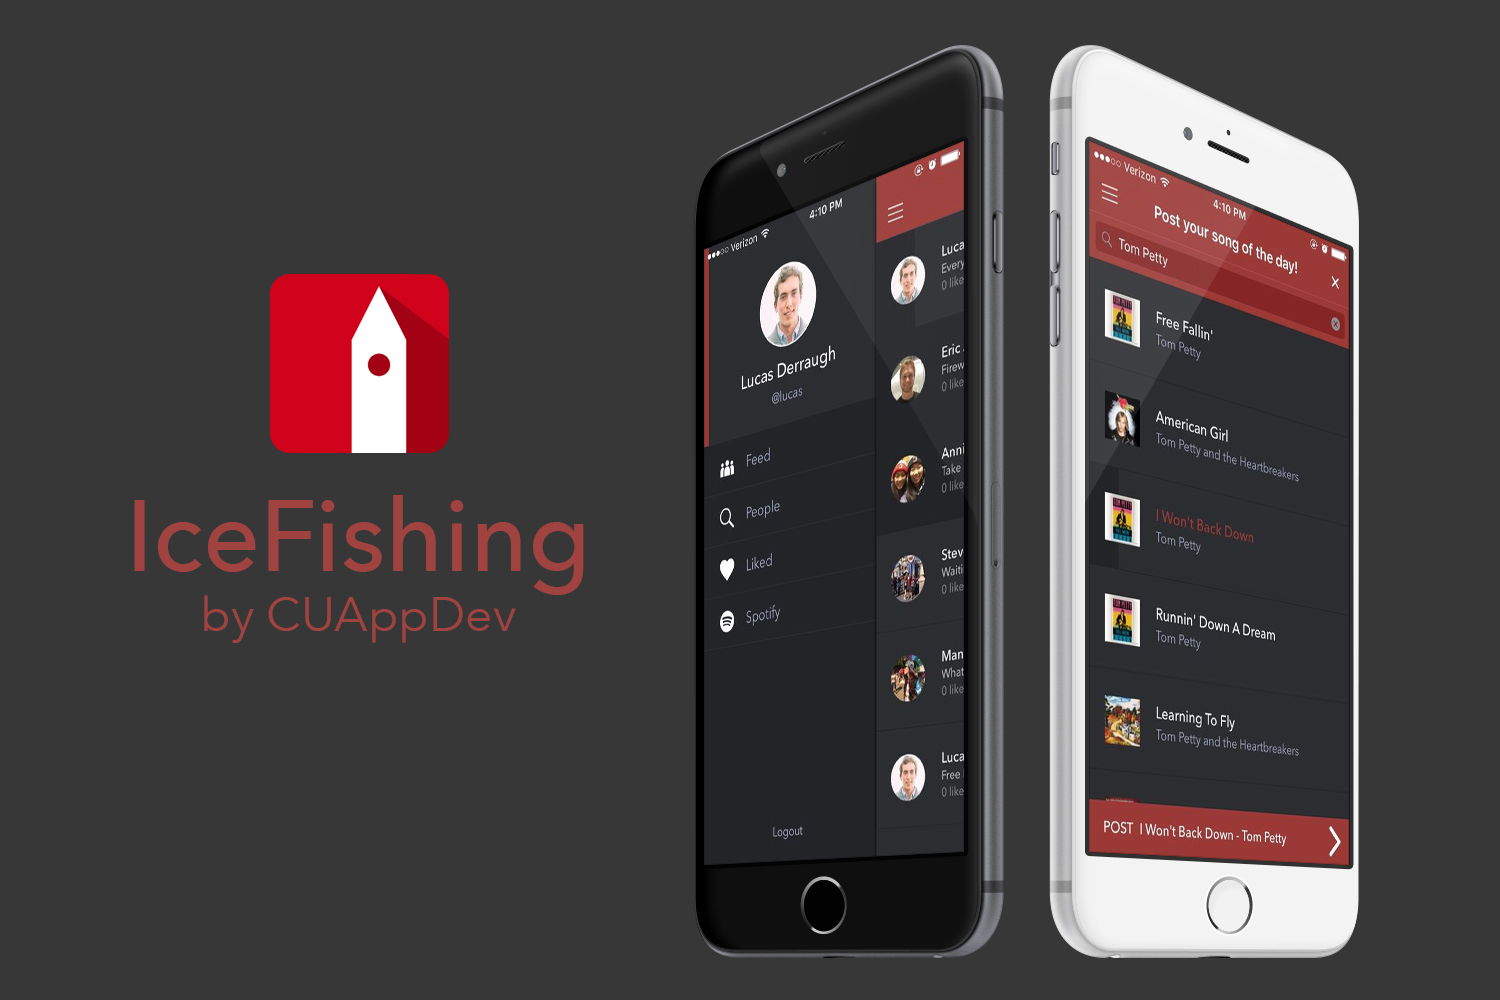 IceFishing
by CUAppDev
Verizon
4:10 PM
Lucas Derraugh
@lucas
Feed
People
Liked
Spotify
Logout
Luca
Every
0 like
Eric
Firew
0 like
Anni
Take
0 like
Stev
Waiti
0 like
Man
What
0 like
Luca
Free
0 like
Verizon
4:10 PM
Post your song of the day!
Tom Petty
Free Fallin'
Tom Petty
American Girl
Tom Petty and the Heartbreakers
I Won't Back Down
Tom Petty
Runnin' Down A Dream
Tom Petty
Learning To Fly
Tom Petty and the Heartbreakers
POST I Won't Back Down - Tom Petty